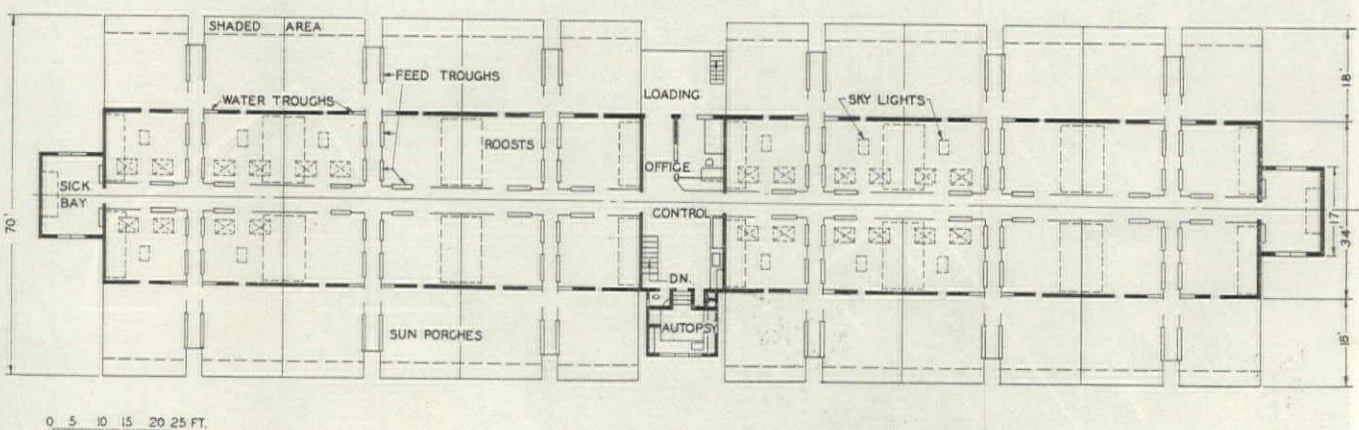 SHADED AREA
FEED TROUGHS
WATER TROUGHS
LOADING
SKY LIGHTS
18'
ROOSTS
OFFICE
SICK
BAY
CONTROL
70'
17'
34'
DN.
AUTOPSY
SUN PORCHES
18'
0 5 10 15 20 25 FT.